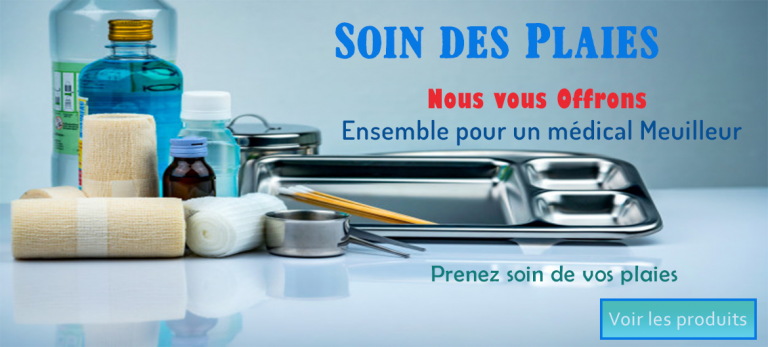 Soin des Plaies
Nous vous Offrons
Ensemble pour un médical Meuilleur
Prenez soin de vos plaies
Voir les produits